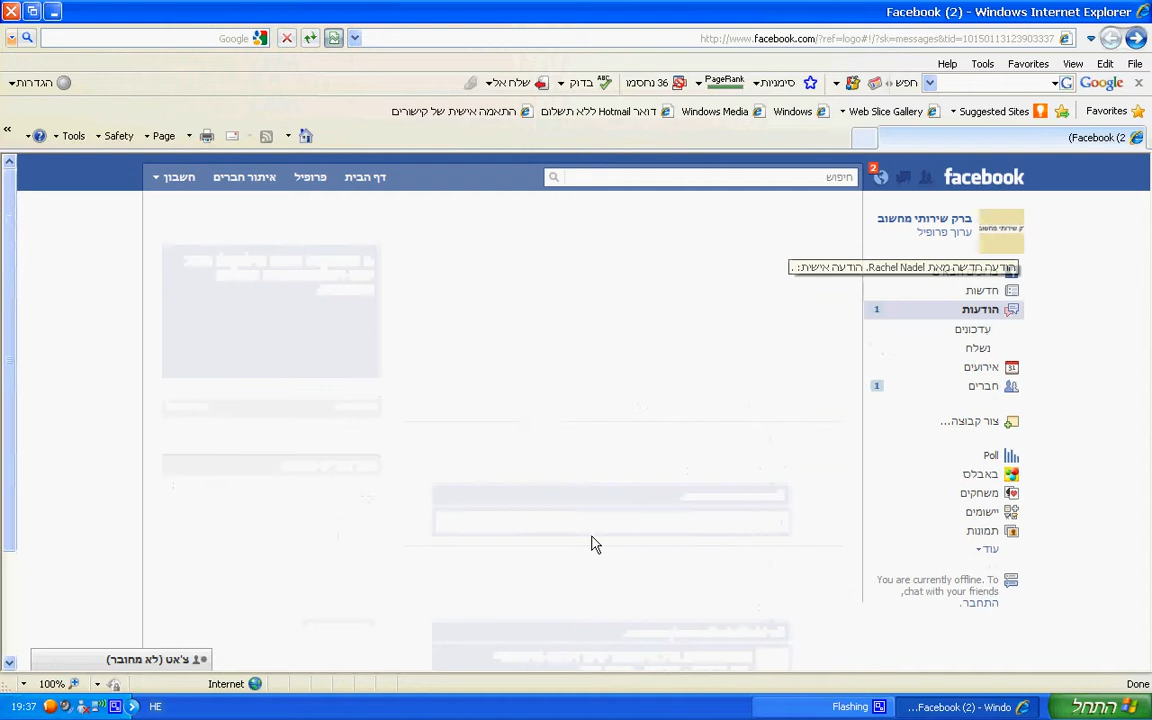 Facebook (2) - Windows Internet Explorer
http://www.facebook.com/?ref=logo#!/?sk=messages&tid=10150113123903337
Google
File Edit View Favorites Tools Help
Google
חפש
סימניות
PageRank
36 נחסמו
בדוק
שלח אל
הגדרות
Favorites
Suggested Sites
Web Slice Gallery
Windows
Windows Media
דואר Hotmail ללא תשלום
התאמה אישית של קישורים
Facebook (2)
Page Safety Tools
facebook
2
חיפוש
דף הבית
איתור חברים
פרופיל
חשבון
ברק שירותי מחשוב
ערוך פרופיל
הודעה חדשה מאת Rachel Nadel. הודעה אישית: .
חדשות
הודעות 1
עדכונים
נשלח
אירועים
31
חברים 1
צור קבוצה...
Poll
באבלס
משחקים
יישומים
תמונות
עוד
You are currently offline. To
chat with your friends,
התחבר.
צ'אט (לא מחובר)
Done
Internet
100%
התחל
Facebook (2) - Windo...
Flashing
HE
19:37